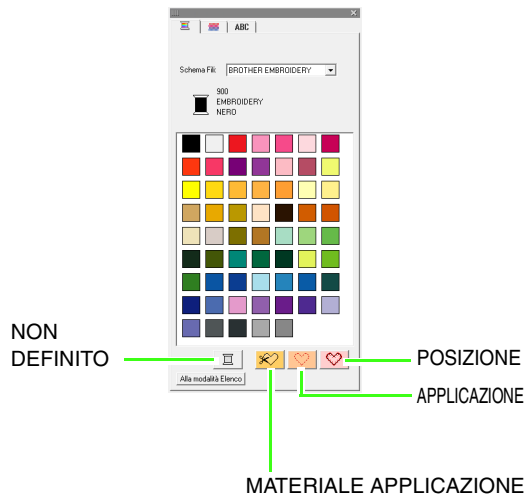 ABC
Schema Fili: BROTHER EMBROIDERY
900
EMBROIDERY
NERO
NON
DEFINITO
POSIZIONE
Alla modalità Elenco
APPLICAZIONE
MATERIALE APPLICAZIONE